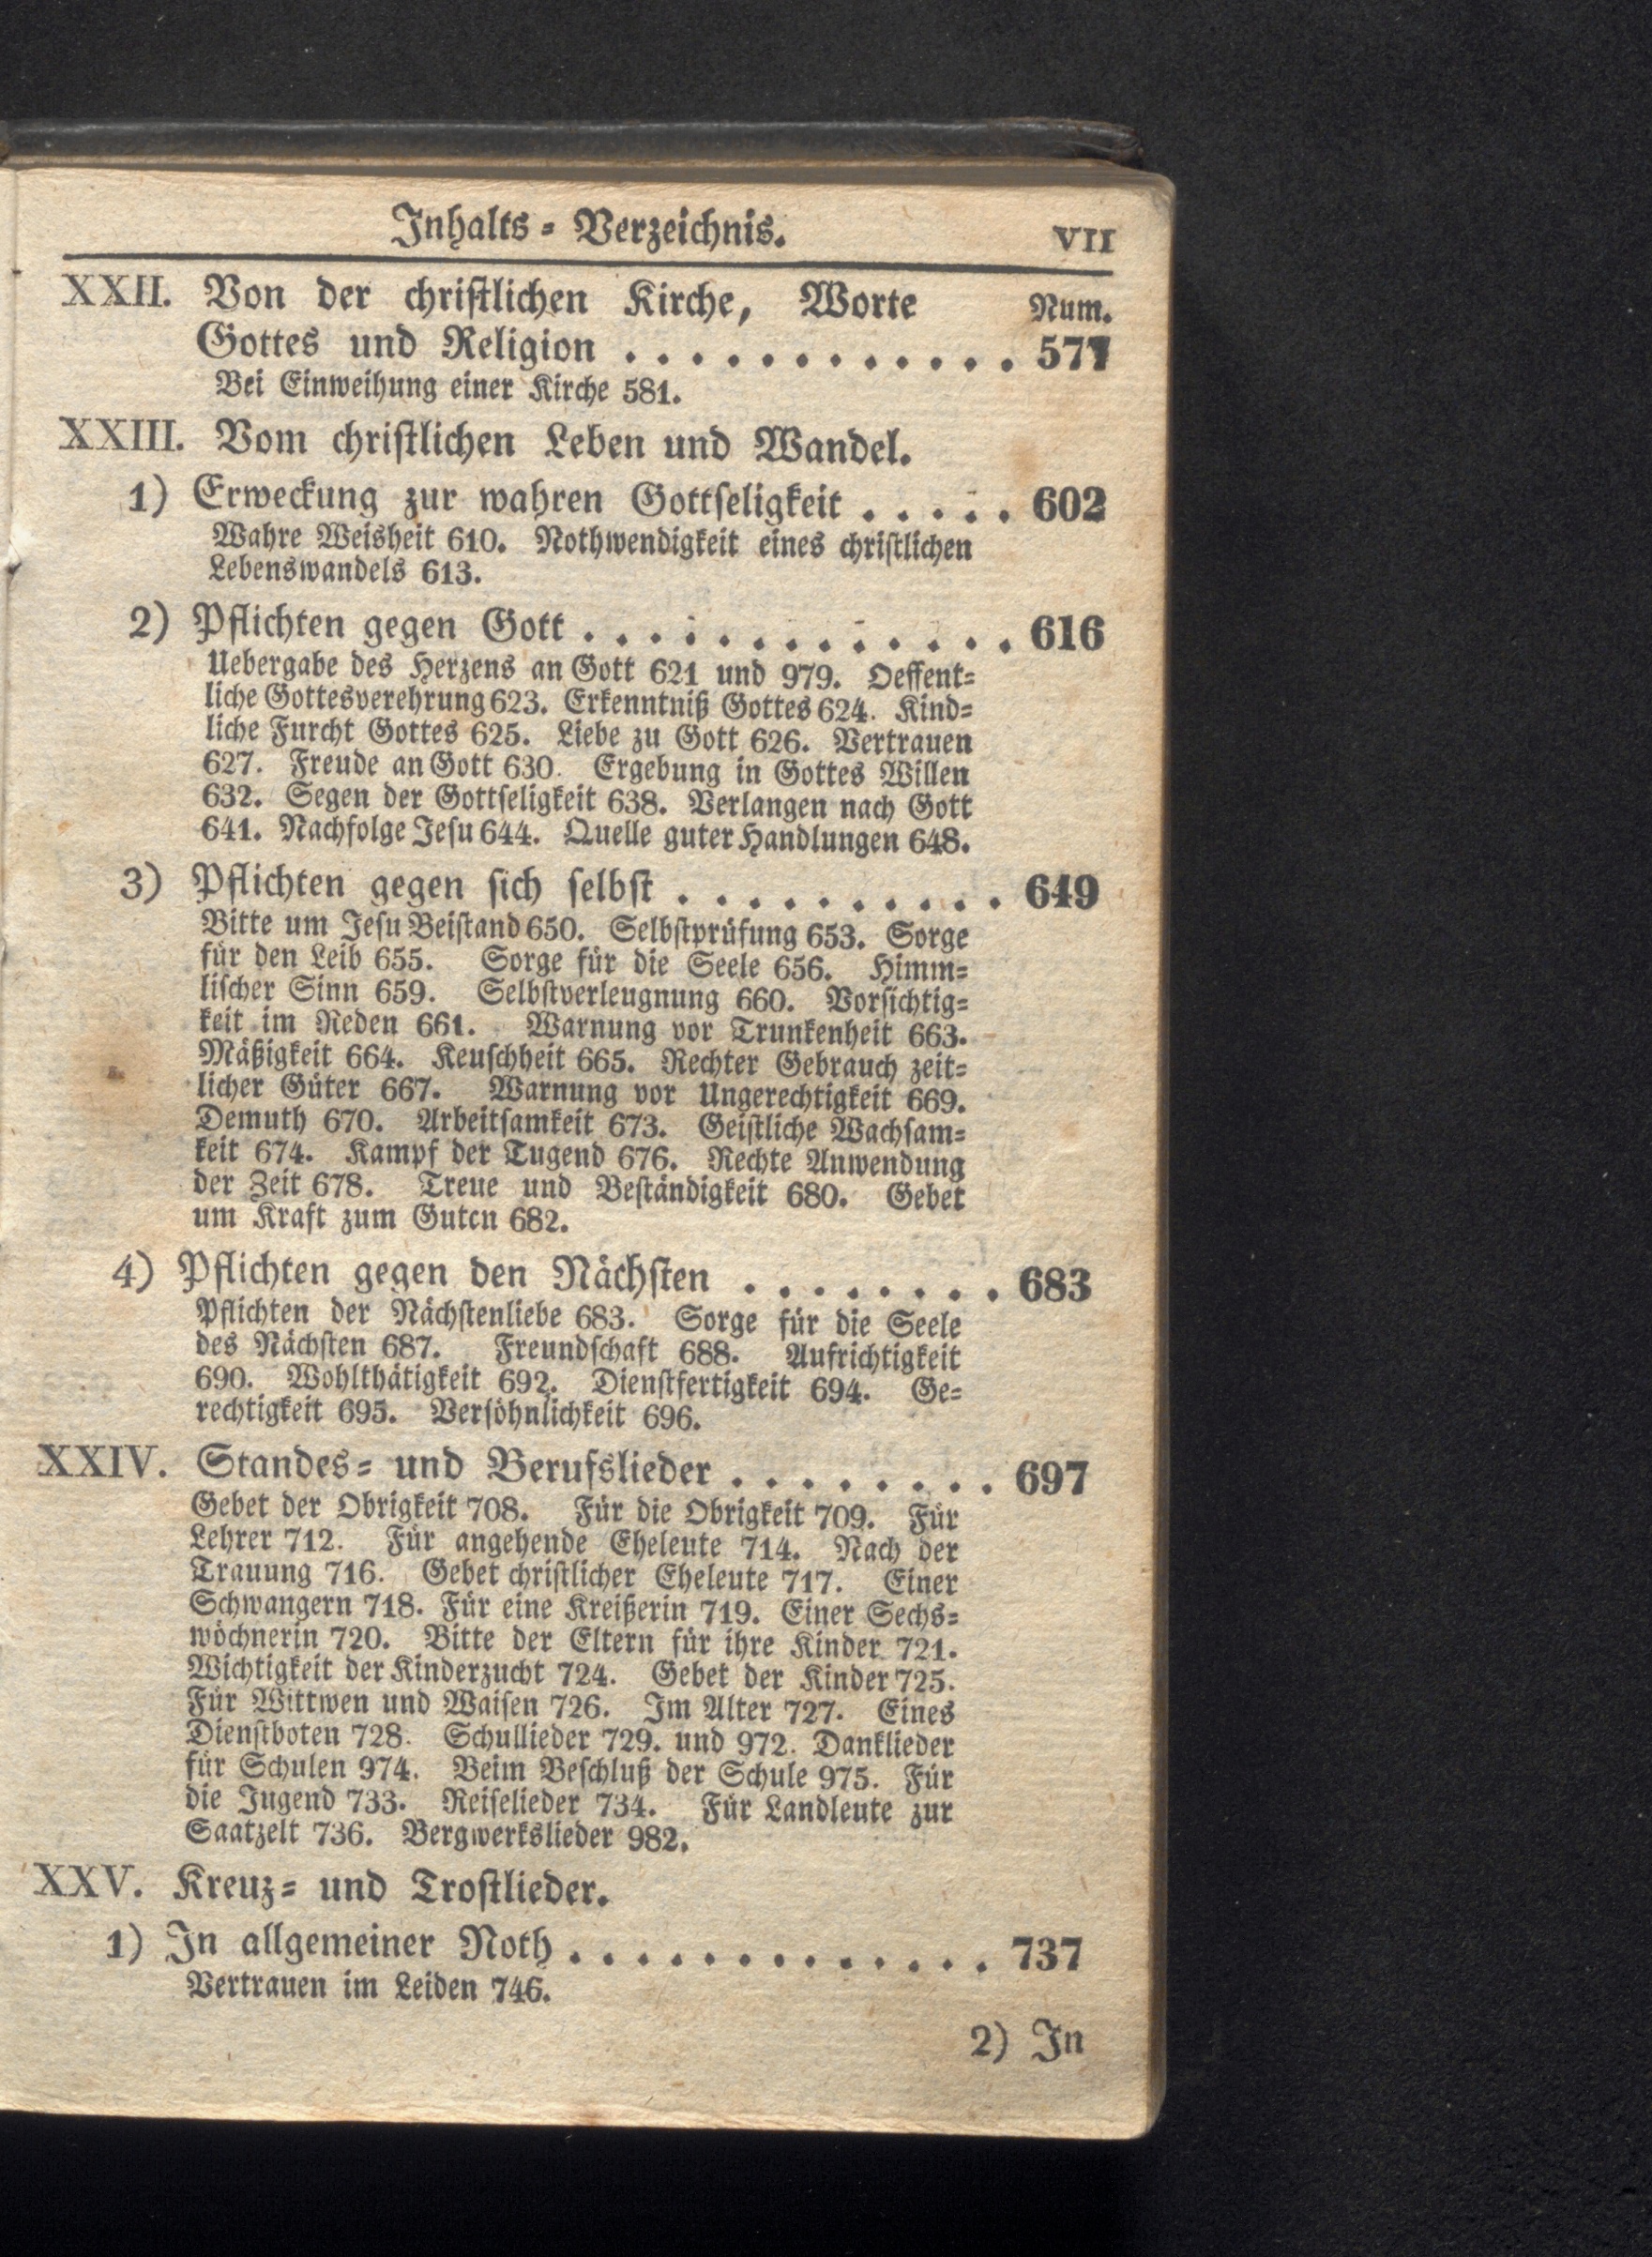 Inhalts = Verzeichnis. VII
XXII. Von der christlichen Kirche, Worte Num.
Gottes und Religion . . . . . . . . . . . . 577
Bei Einweihung einer Kirche 581.
XXIII. Vom christlichen Leben und Wandel.
1) Erweckung zur wahren Gottseligkeit . . . . . 602
Wahre Weisheit 610. Nothwendigkeit eines christlichen
Lebenswandels 613.
2) Pflichten gegen Gott . . . . . . . . . . . . . 616
Uebergabe des Herzens an Gott 621 und 979. Oeffent=
liche Gottesverehrung 623. Erkenntniß Gottes 624. Kind=
liche Furcht Gottes 625. Liebe zu Gott 626. Vertrauen
627. Freude an Gott 630. Ergebung in Gottes Willen
632. Segen der Gottseligkeit 638. Verlangen nach Gott
641. Nachfolge Jesu 644. Quelle guter Handlungen 648.
3) Pflichten gegen sich selbst . . . . . . . . . . 649
Bitte um Jesu Beistand 650. Selbstprüfung 653. Sorge
für den Leib 655. Sorge für die Seele 656. Himm=
lischer Sinn 659. Selbstverleugnung 660. Vorsichtig=
keit im Reden 661. Warnung vor Trunkenheit 663.
Mäßigkeit 664. Keuschheit 665. Rechter Gebrauch zeit=
licher Güter 667. Warnung vor Ungerechtigkeit 669.
Demuth 670. Arbeitsamkeit 673. Geistliche Wachsam=
keit 674. Kampf der Tugend 676. Rechte Anwendung
der Zeit 678. Treue und Beständigkeit 680. Gebet
um Kraft zum Guten 682.
4) Pflichten gegen den Nächsten . . . . . . . . 683
Pflichten der Nächstenliebe 683. Sorge für die Seele
des Nächsten 687. Freundschaft 688. Aufrichtigkeit
690. Wohlthätigkeit 692. Dienstfertigkeit 694. Ge=
rechtigkeit 695. Versöhnlichkeit 696.
XXIV. Standes= und Berufslieder . . . . . . . . 697
Gebet der Obrigkeit 708. Für die Obrigkeit 709. Für
Lehrer 712. Für angehende Eheleute 714. Nach der
Trauung 716. Gebet christlicher Eheleute 717. Einer
Schwangern 718. Für eine Kreißerin 719. Einer Sechs=
wöchnerin 720. Bitte der Eltern für ihre Kinder 721.
Wichtigkeit der Kinderzucht 724. Gebet der Kinder 725.
Für Wittwen und Waisen 726. Im Alter 727. Eines
Dienstboten 728. Schullieder 729. und 972. Danklieder
für Schulen 974. Beim Beschluß der Schule 975. Für
die Jugend 733. Reiselieder 734. Für Landleute zur
Saatzelt 736. Bergwerkslieder 982.
XXV. Kreuz= und Trostlieder.
1) In allgemeiner Noth . . . . . . . . . . . . . 737
Vertrauen im Leiden 746.
2) In